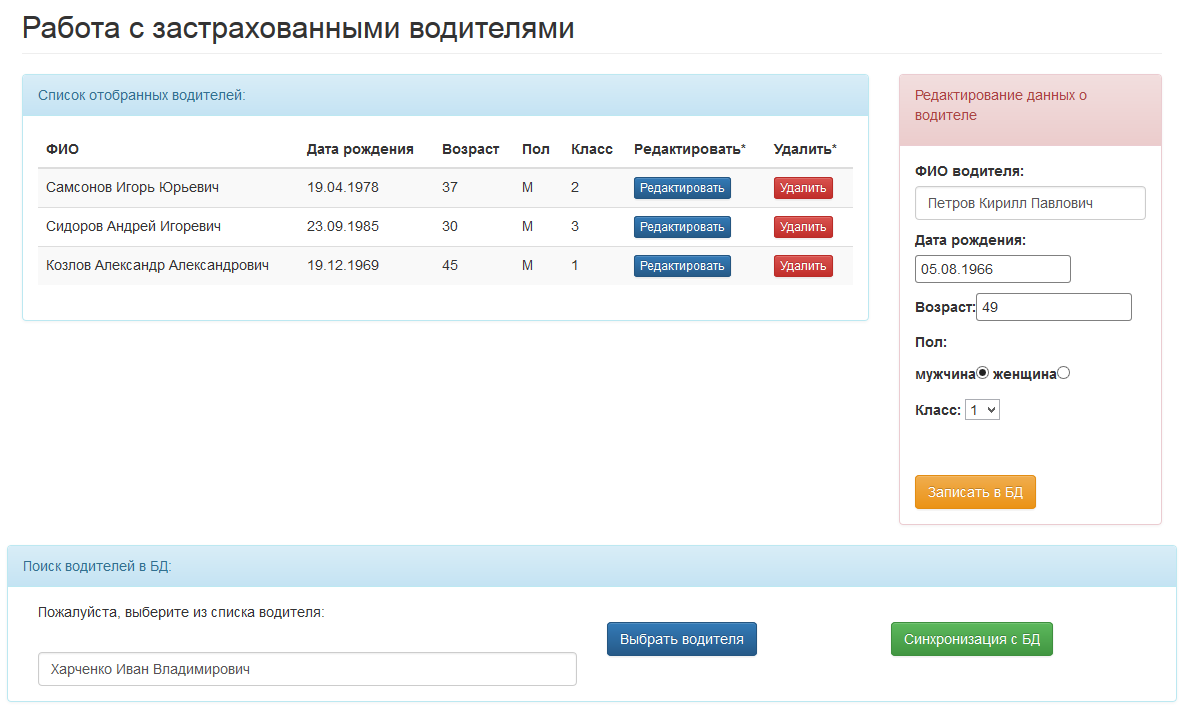 Работа с застрахованными водителями
Список отобранных водителей:
ФИО Дата рождения Возраст Пол Класс Редактировать* Удалить*
Самсонов Игорь Юрьевич 19.04.1978 37 М 2 Редактировать Удалить
Сидоров Андрей Игоревич 23.09.1985 30 М 3 Редактировать Удалить
Козлов Александр Александрович 19.12.1969 45 М 1 Редактировать Удалить
Редактирование данных о
водителе
ФИО водителя:
Петров Кирилл Павлович
Дата рождения:
05.08.1966
Возраст: 49
Пол:
мужчина женщина
Класс: 1
Записать в БД
Поиск водителей в БД:
Пожалуйста, выберите из списка водителя:
Выбрать водителя Синхронизация с БД
Харченко Иван Владимирович